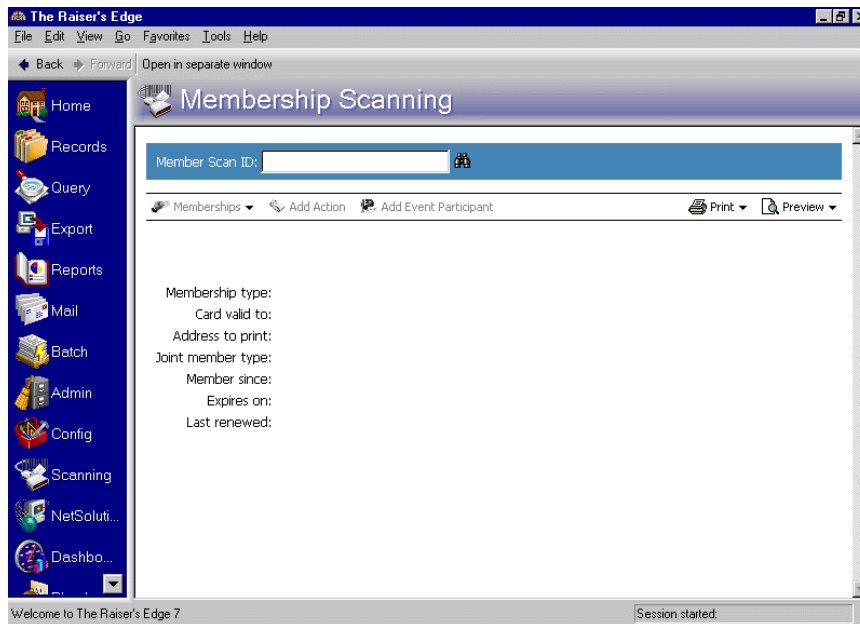 The Raiser's Edge
File Edit View Go Favorites Tools Help
Back Forward Open in separate window
Membership Scanning
Home
Records
Query
Export
Reports
Mail
Batch
Admin
Config
Scanning
NetSoluti...
Dashbo...
Member Scan ID:
Memberships Add Action Add Event Participant Print Preview
Membership type:
Card valid to:
Address to print:
Joint member type:
Member since:
Expires on:
Last renewed:
Welcome to The Raiser's Edge 7 Session started: